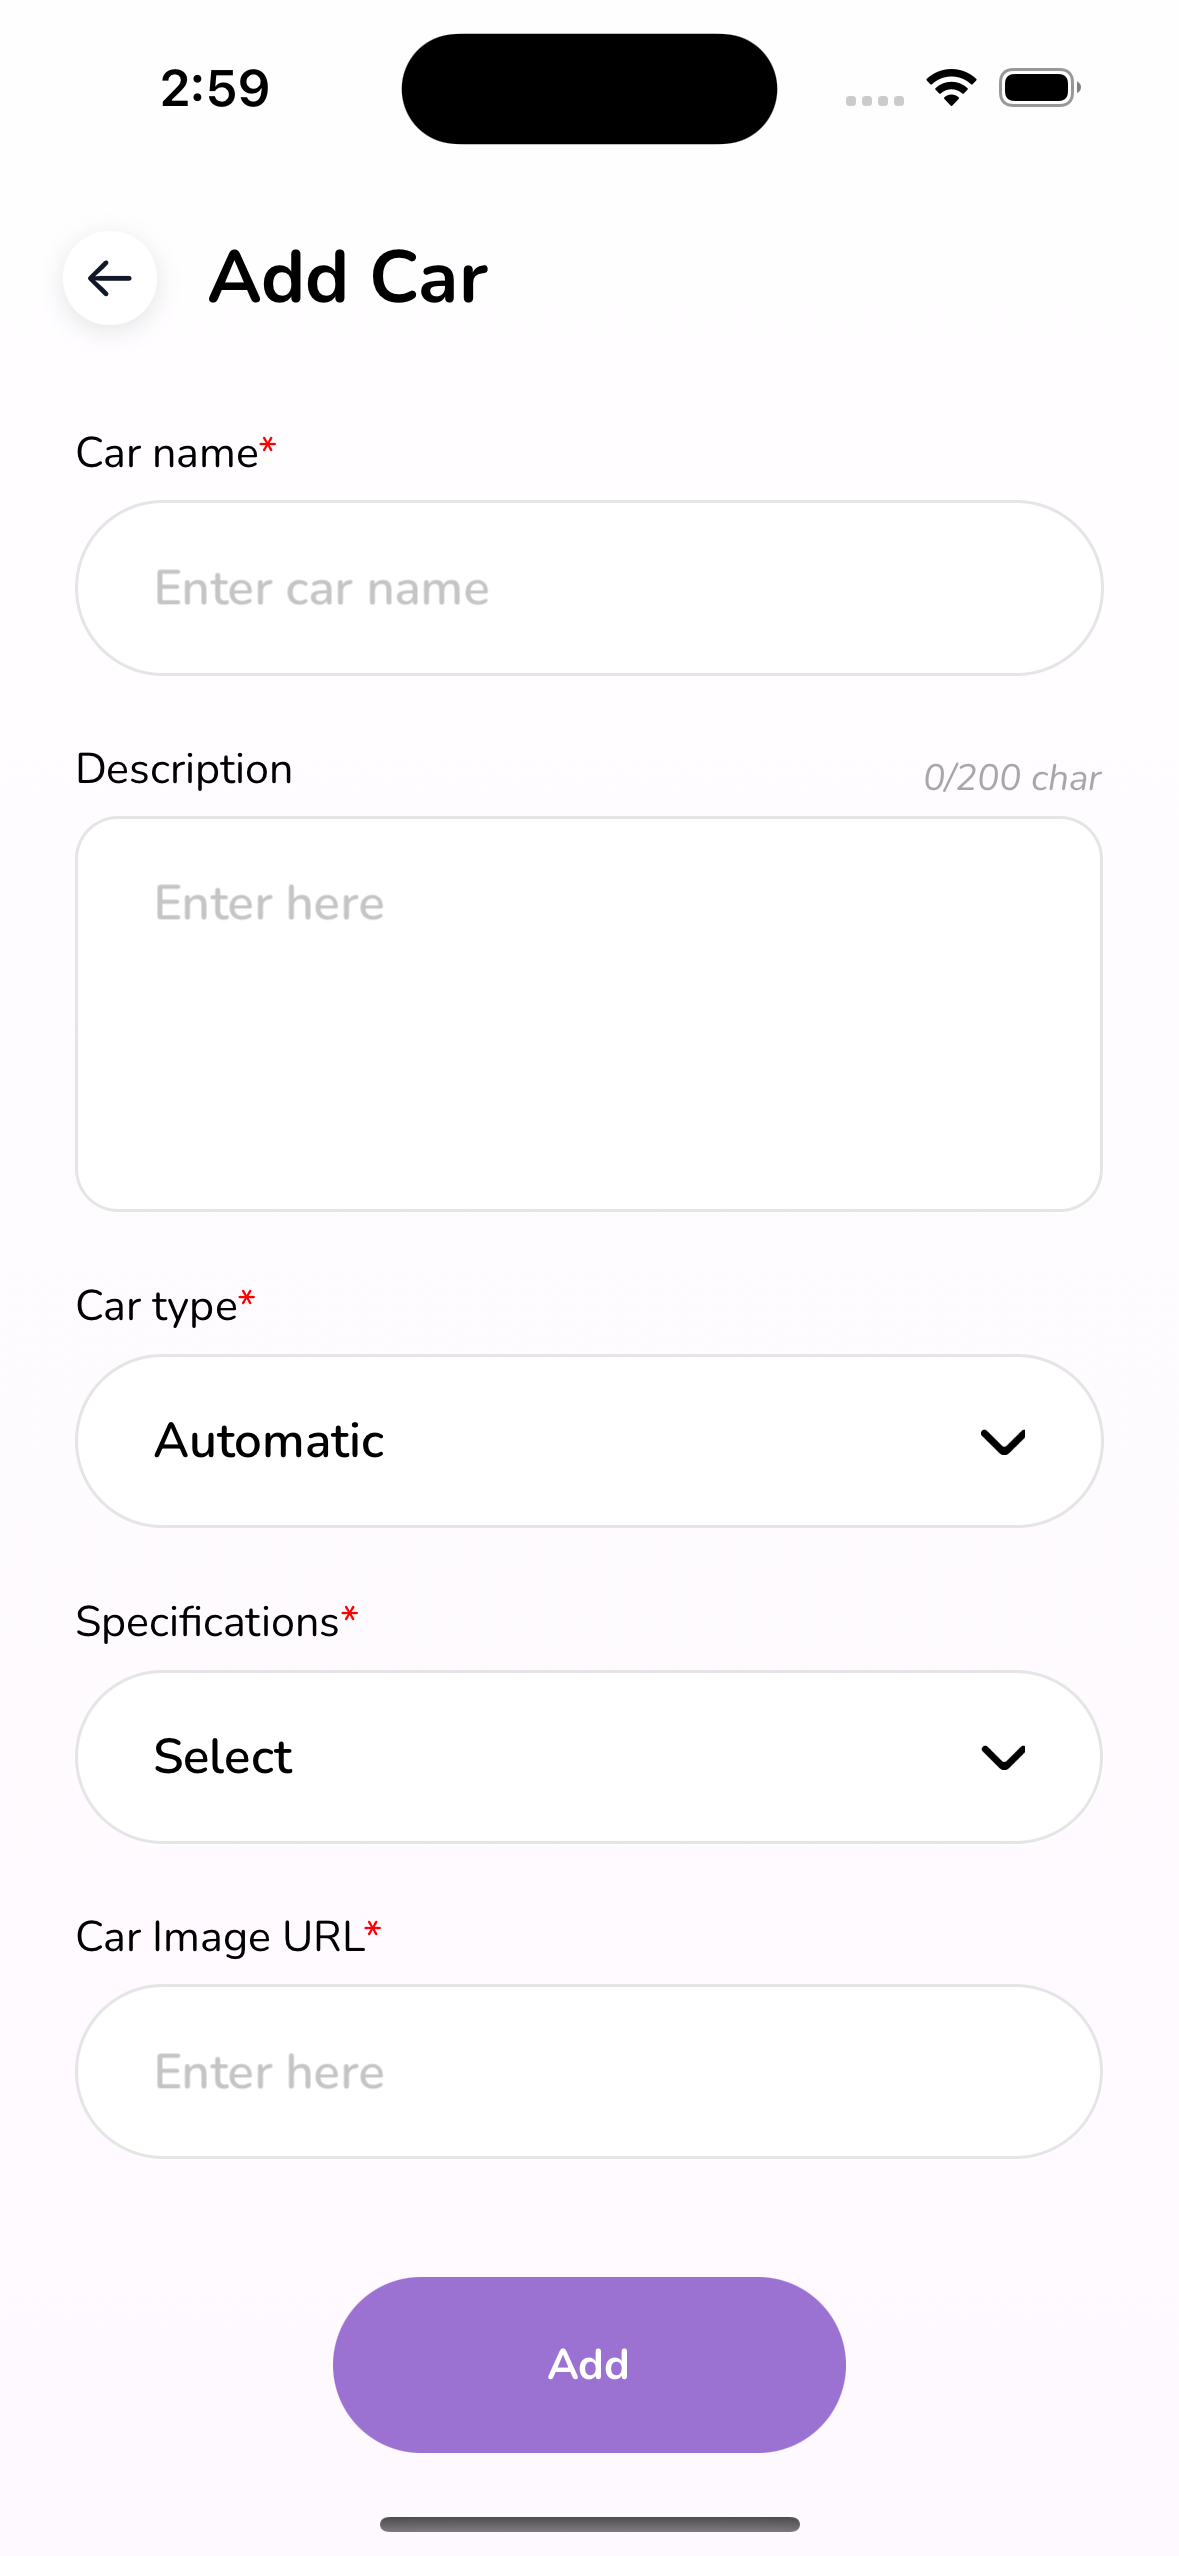 2:59
Add Car
Car name*
Enter car name
Description
0/200 char
Enter here
Car type*
Automatic
Specifications*
Select
Car Image URL*
Enter here
Add